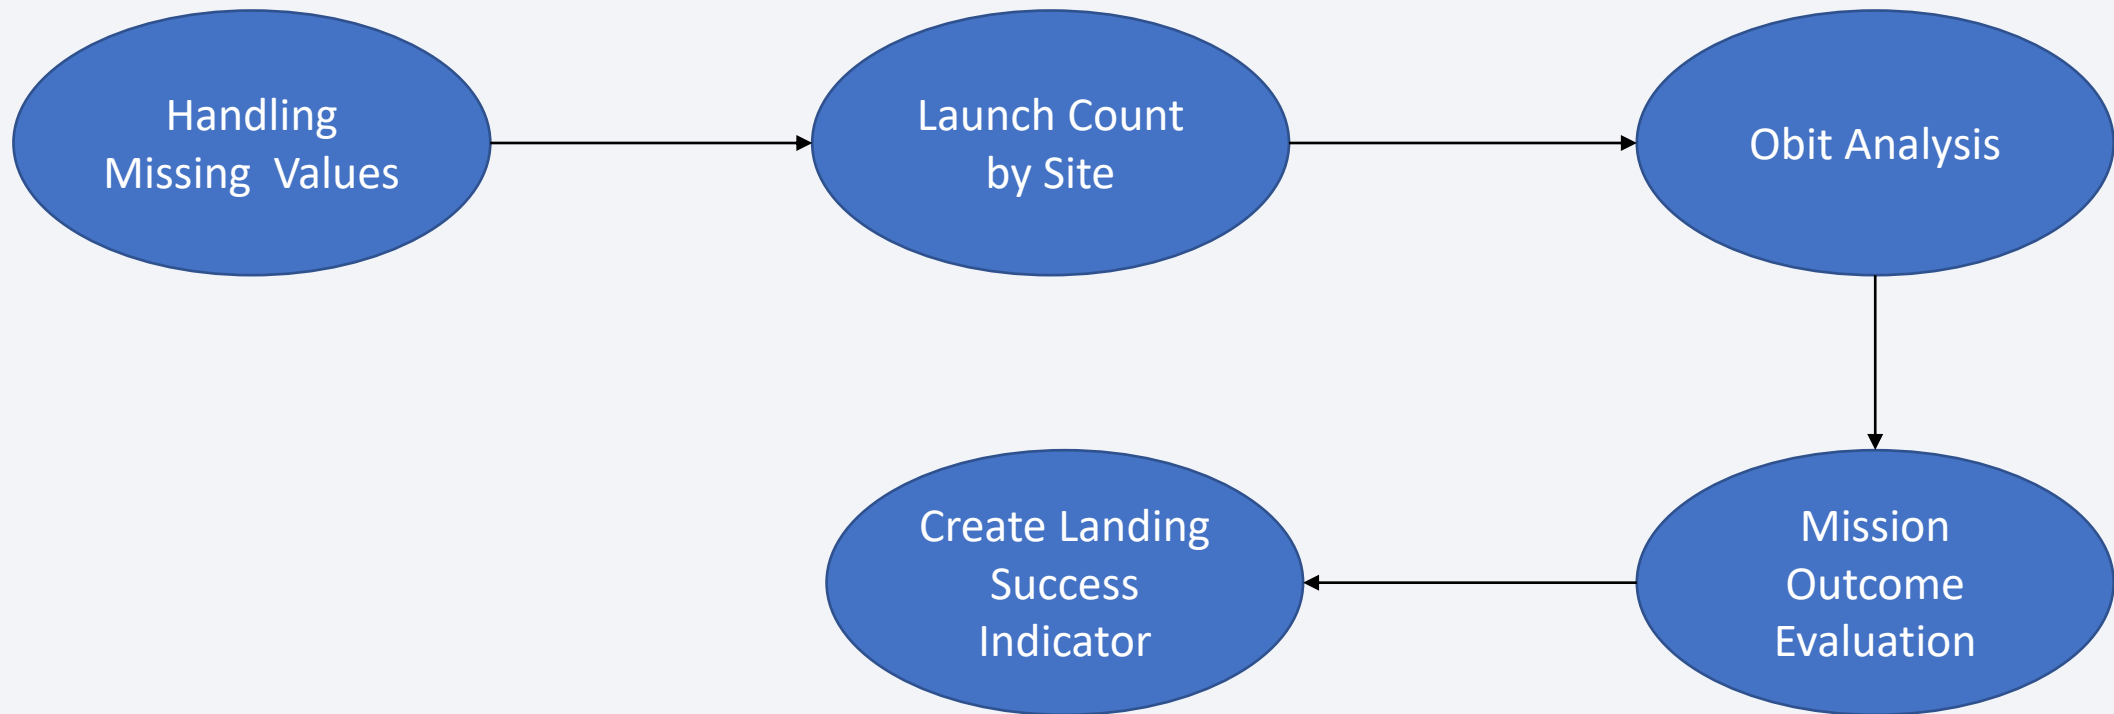 Handling
Missing  Values
Launch Count
by Site
Obit Analysis
Mission
Outcome
Evaluation
Create Landing
Success
Indicator